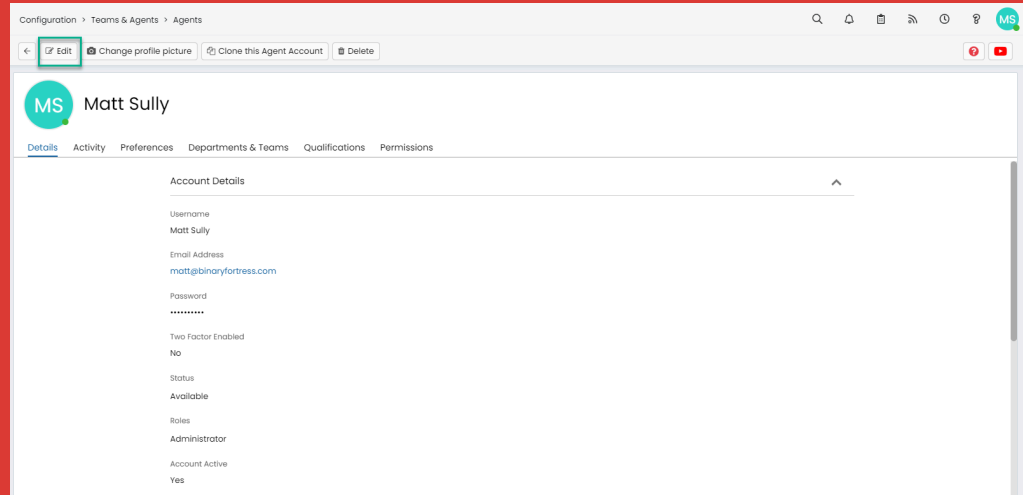 Configuration > Teams & Agents > Agents
MS
Edit Change profile picture Clone this Agent Account Delete
MS Matt Sully
Details Activity Preferences Departments & Teams Qualifications Permissions
Account Details
Username
Matt Sully
Email Address
matt@binaryfortress.com
Password
••••••••••
Two Factor Enabled
No
Status
Available
Roles
Administrator
Account Active
Yes